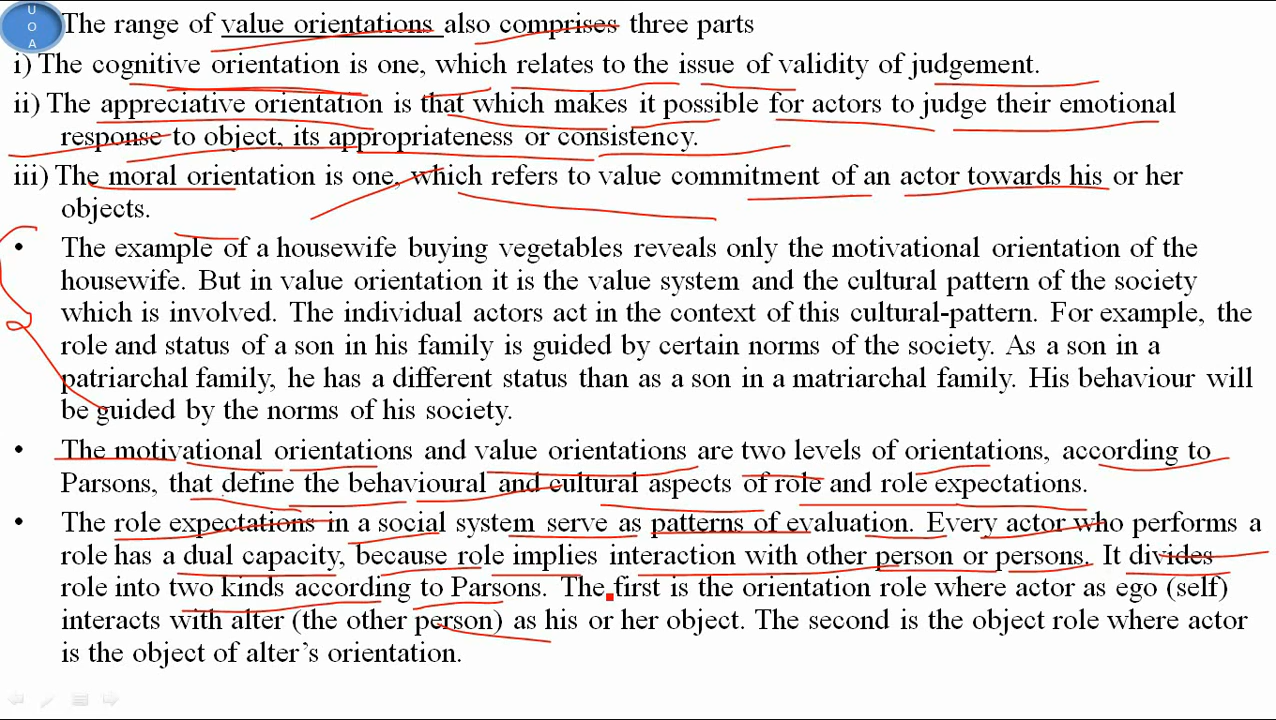 U
O
A
The range of value orientations also comprises three parts
i) The cognitive orientation is one, which relates to the issue of validity of judgement.
ii) The appreciative orientation is that which makes it possible for actors to judge their emotional
response to object, its appropriateness or consistency.
iii) The moral orientation is one, which refers to value commitment of an actor towards his or her
objects.
• The example of a housewife buying vegetables reveals only the motivational orientation of the
housewife. But in value orientation it is the value system and the cultural pattern of the society
which is involved. The individual actors act in the context of this cultural-pattern. For example, the
role and status of a son in his family is guided by certain norms of the society. As a son in a
patriarchal family, he has a different status than as a son in a matriarchal family. His behaviour will
be guided by the norms of his society.
• The motivational orientations and value orientations are two levels of orientations, according to
Parsons, that define the behavioural and cultural aspects of role and role expectations.
• The role expectations in a social system serve as patterns of evaluation. Every actor who performs a
role has a dual capacity, because role implies interaction with other person or persons. It divides
role into two kinds according to Parsons. The first is the orientation role where actor as ego (self)
interacts with alter (the other person) as his or her object. The second is the object role where actor
is the object of alter’s orientation.